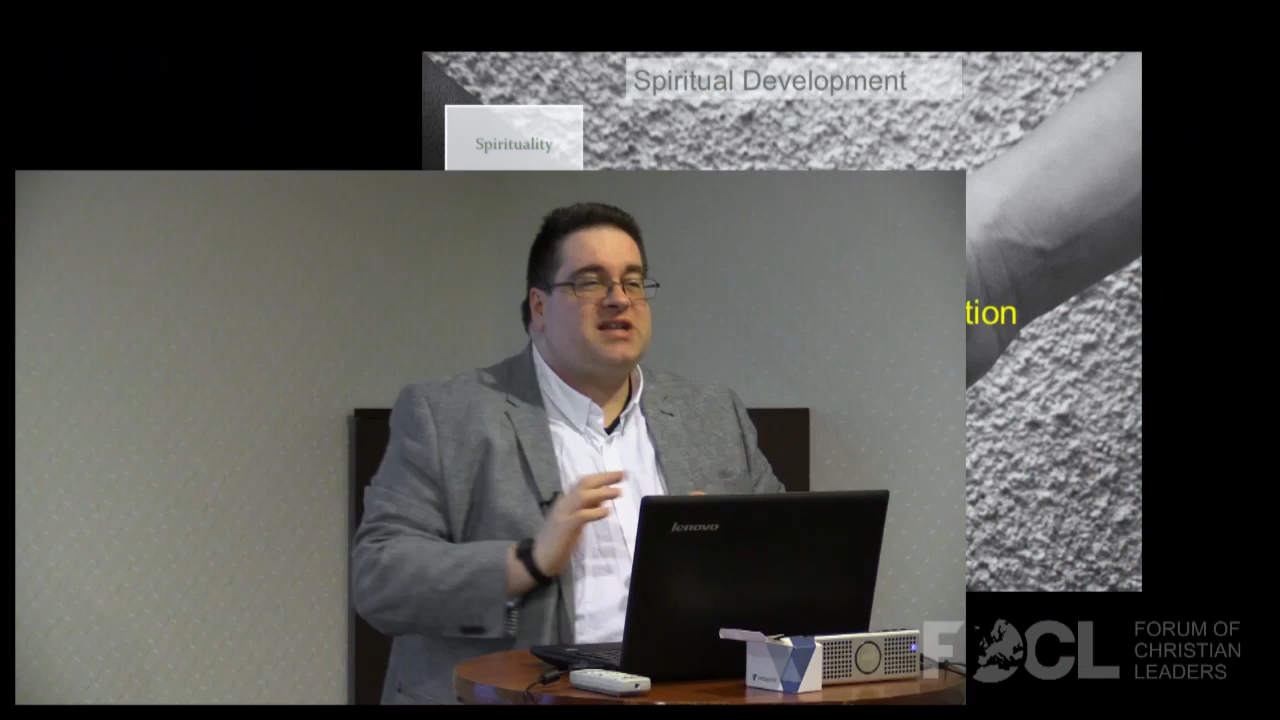 Spiritual Development
Spirituality
tion
lenovo
FOCL
FORUM OF
CHRISTIAN
LEADERS